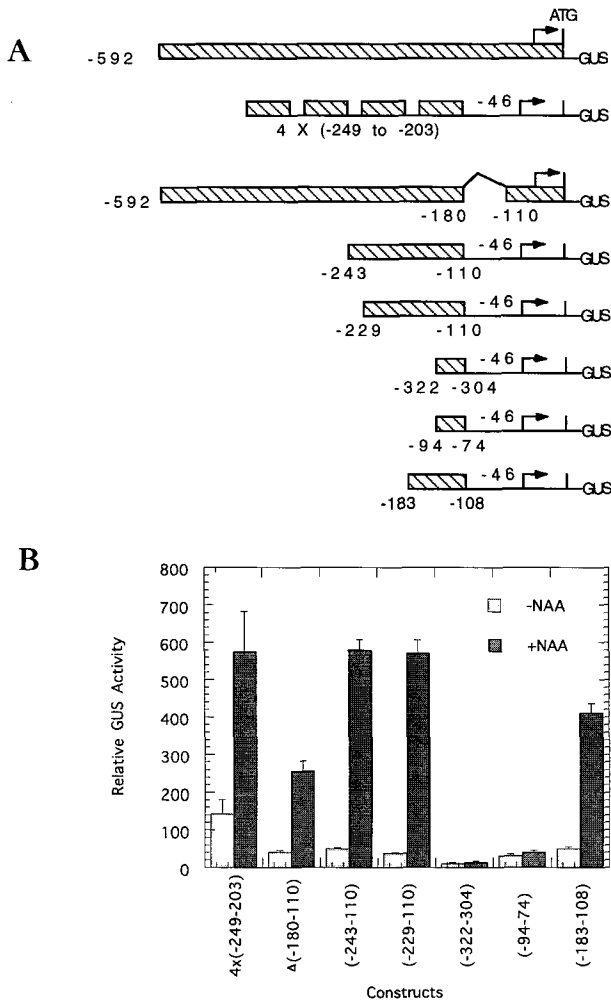 A
ATG
-592
GUS
-46
4 X (-249 to -203)
GUS
-592
-180
-110
GUS
-46
-243
-110
GUS
-46
-229
-110
GUS
-46
-322 -304
GUS
-46
-94 -74
GUS
-46
-183 -108
GUS
B
Relative GUS Activity
800
700
600
500
400
300
200
100
0
-NAA
+NAA
4x(-249-203)
Δ(-180-110)
(-243-110)
(-229-110)
(-322-304)
(-94-74)
(-183-108)
Constructs